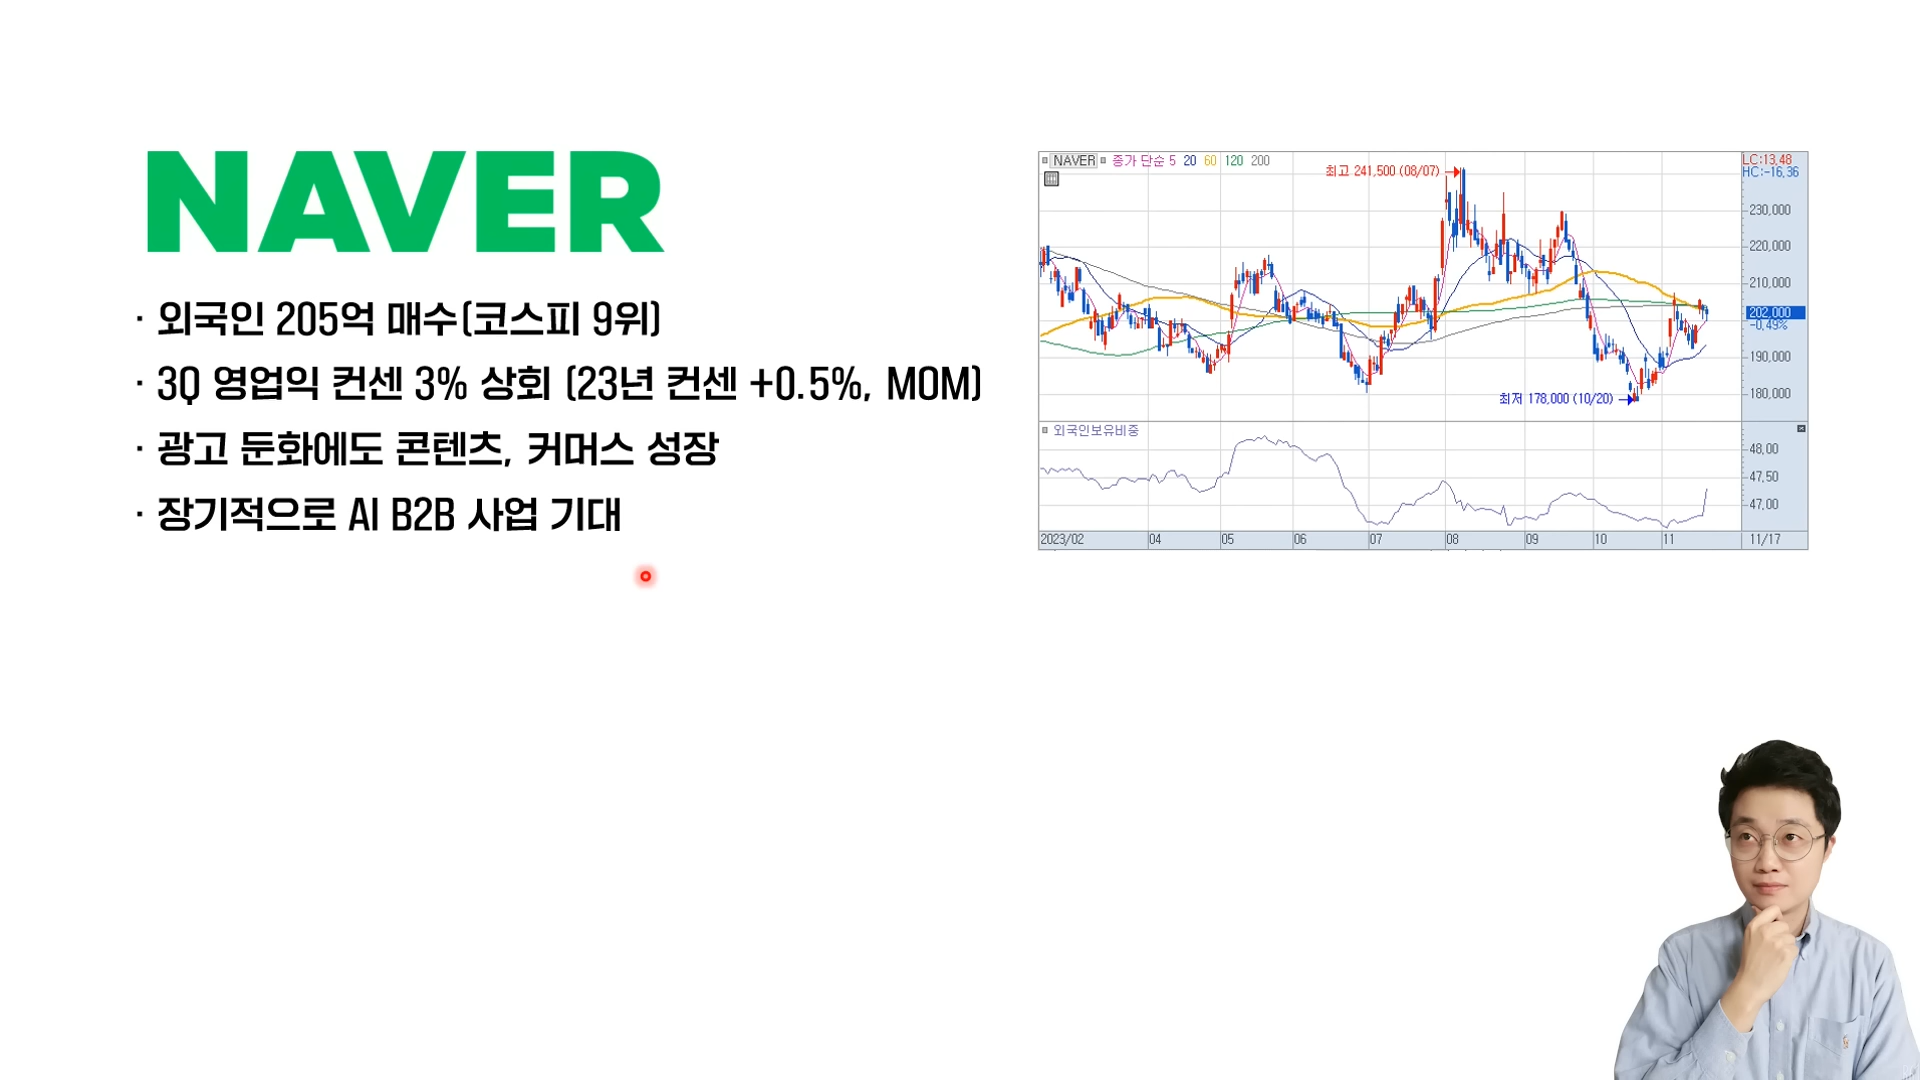 NAVER
· 외국인 205억 매수(코스피 9위)
· 3Q 영업익 컨센 3% 상회 (23년 컨센 +0.5%, MOM)
· 광고 둔화에도 콘텐츠, 커머스 성장
· 장기적으로 AI B2B 사업 기대
NAVER 종가 단순 5 20 60 120 200
최고 241,500 (08/07)
LC:13.48
HC:-16.36
230,000
220,000
210,000
202,000
-0.49%
190,000
180,000
최저 178,000 (10/20)
외국인보유비중
48.00
47.50
47.00
2023/02 04 05 06 07 08 09 10 11 11/17